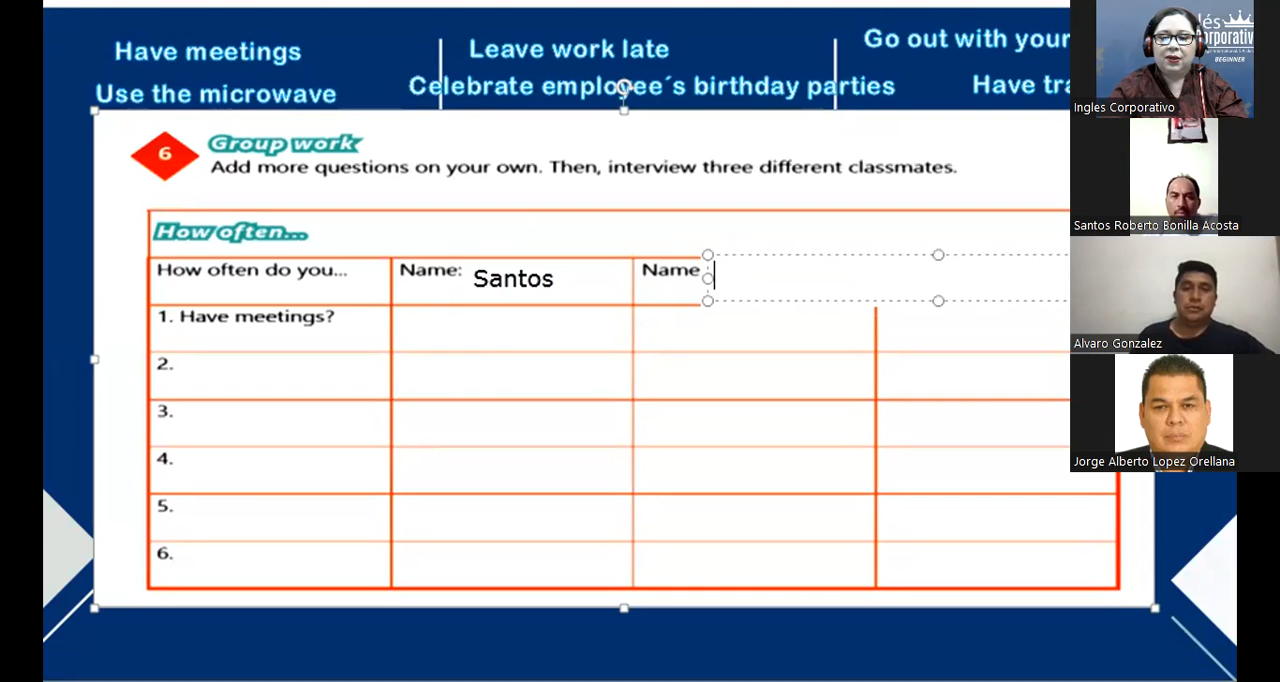 Have meetings
Leave work late
Go out with your
Use the microwave
Celebrate employee´s birthday parties
Have tra
6
Group work
Add more questions on your own. Then, interview three different classmates.
How often...
How often do you...
Name: Santos
Name
1. Have meetings?
2.
3.
4.
5.
6.
lés
orporativ
BEGINNER
Ingles Corporativo
Santos Roberto Bonilla Acosta
Alvaro Gonzalez
Jorge Alberto Lopez Orellana